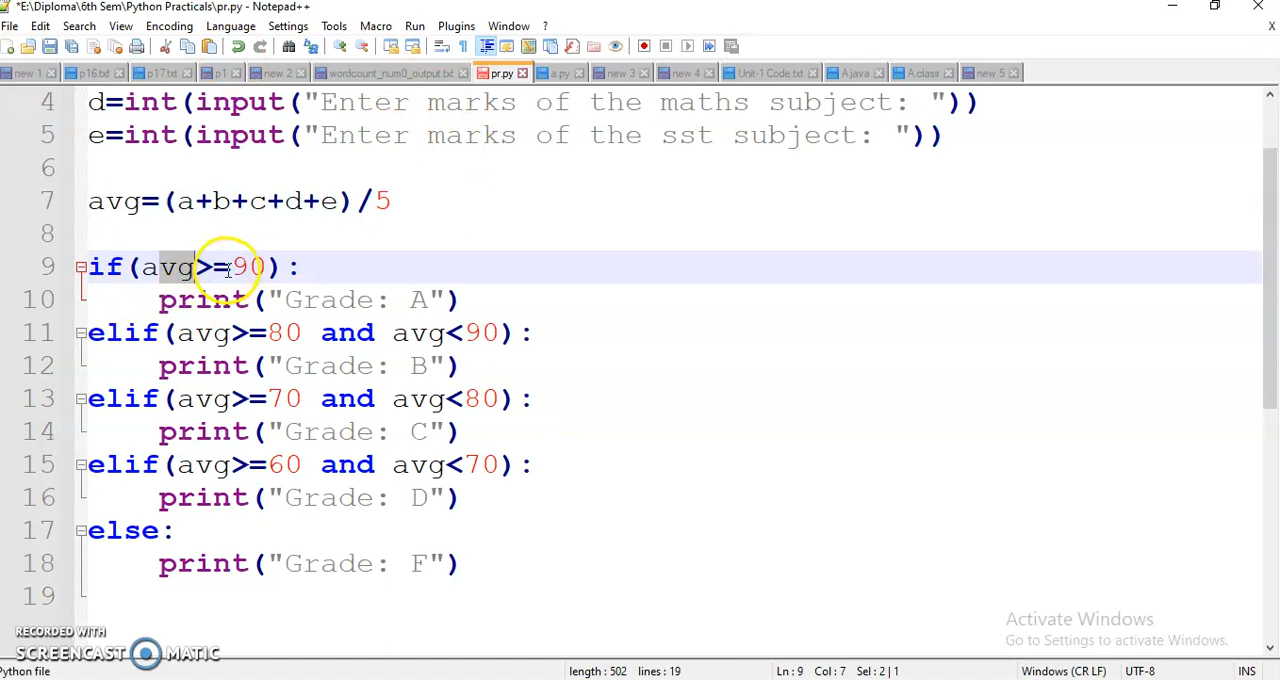 *E:\Diploma\6th Sem\Python Practicals\pr.py - Notepad++
File Edit Search View Encoding Language Settings Tools Macro Run Plugins Window ?
new 1 p16.txt p17.txt p1 new 2 wordcount_num0_output.txt pr.py a.py new 3 new 4 Unit-1 Code.txt A.java A.class new 5
4 d=int(input("Enter marks of the maths subject: "))
5 e=int(input("Enter marks of the sst subject: "))
6
7 avg=(a+b+c+d+e)/5
8
9 if(avg>=90):
10 print("Grade: A")
11 elif(avg>=80 and avg<90):
12 print("Grade: B")
13 elif(avg>=70 and avg<80):
14 print("Grade: C")
15 elif(avg>=60 and avg<70):
16 print("Grade: D")
17 else:
18 print("Grade: F")
19
Activate Windows
Go to Settings to activate Windows.
RECORDED WITH
SCREENCAST MATIC
Python file length: 502 lines: 19 Ln: 9 Col: 7 Sel: 2 | 1 Windows (CR LF) UTF-8 INS